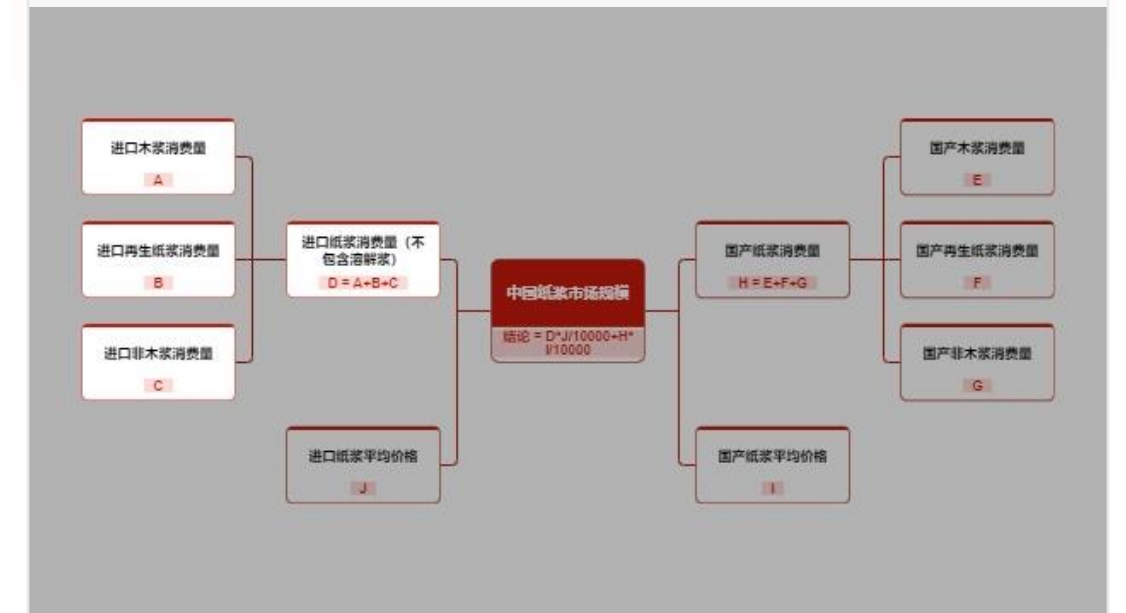 进口木浆消费量
A
进口再生纸浆消费量
B
进口非木浆消费量
C
进口纸浆消费量（不
包含溶解浆）
D = A+B+C
进口纸浆平均价格
J
中国纸浆市场规模
结论 = D*J/10000+H*
I/10000
国产纸浆消费量
H = E+F+G
国产纸浆平均价格
I
国产木浆消费量
E
国产再生纸浆消费量
F
国产非木浆消费量
G